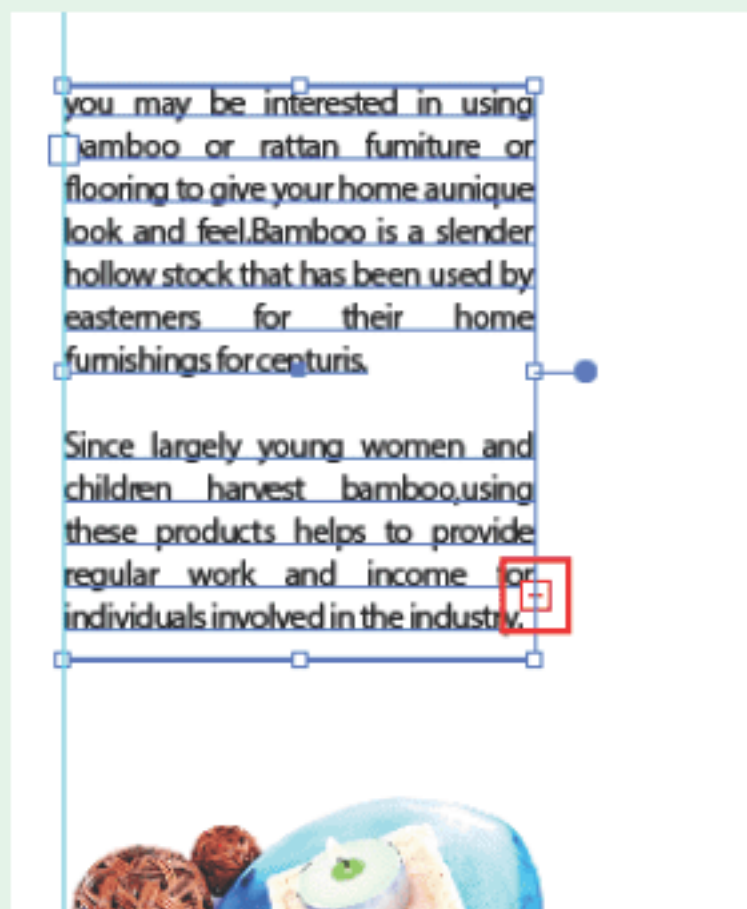 you may be interested in using
bamboo or rattan fumiture or
flooring to give your home aunique
look and feel.Bamboo is a slender
hollow stock that has been used by
easterners for their home
furnishings for centuris.
Since largely young women and
children harvest bamboo,using
these products helps to provide
regular work and income for
individuals involved in the industry.